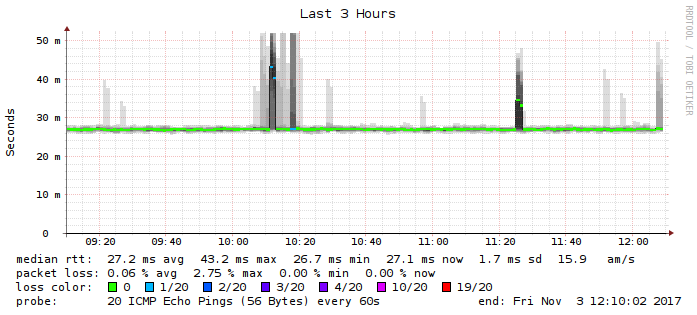 Last 3 Hours
RRDTOOL / TOBI OETIKER
Seconds
50 m
40 m
30 m
20 m
10 m
0
09:20 09:40 10:00 10:20 10:40 11:00 11:20 11:40 12:00
median rtt: 27.2 ms avg 43.2 ms max 26.7 ms min 27.1 ms now 1.7 ms sd 15.9 am/s
packet loss: 0.06 % avg 2.75 % max 0.00 % min 0.00 % now
loss color: 0 1/20 2/20 3/20 4/20 10/20 19/20
probe: 20 ICMP Echo Pings (56 Bytes) every 60s end: Fri Nov 3 12:10:02 2017